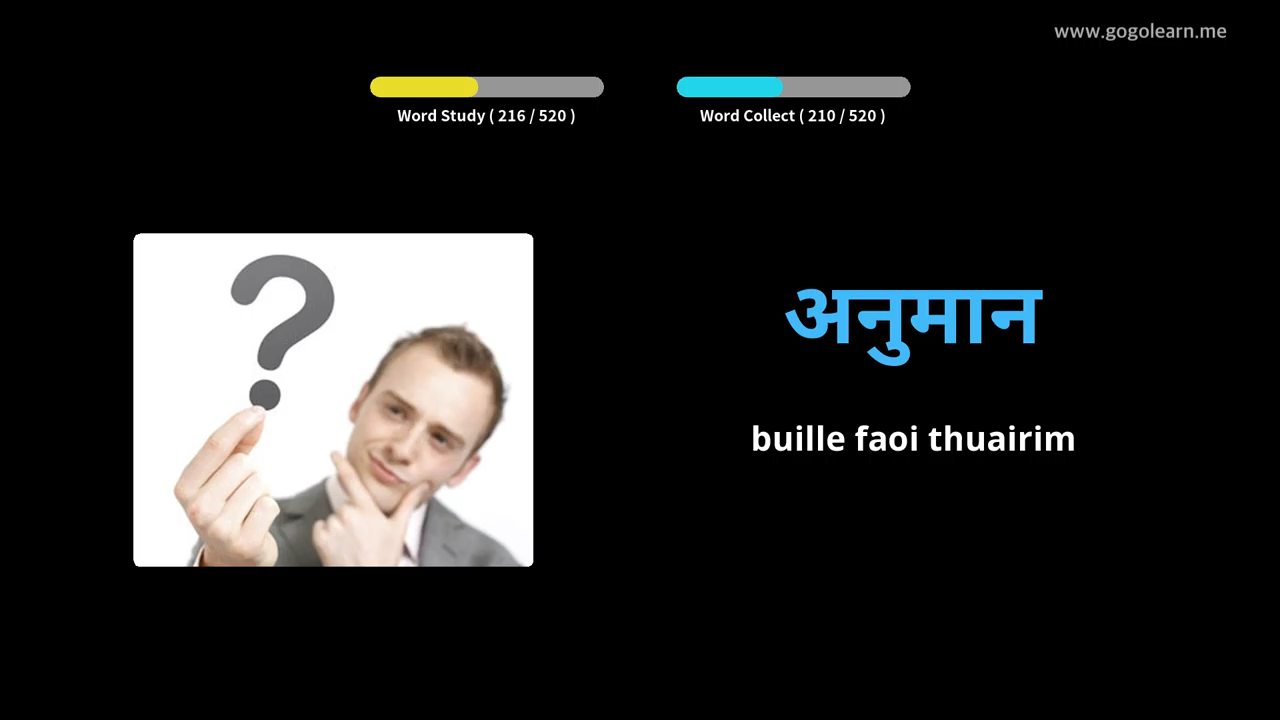 www.gogolearn.me
Word Study ( 216 / 520 )
Word Collect ( 210 / 520 )
?
अनुमान
buille faoi thuairim